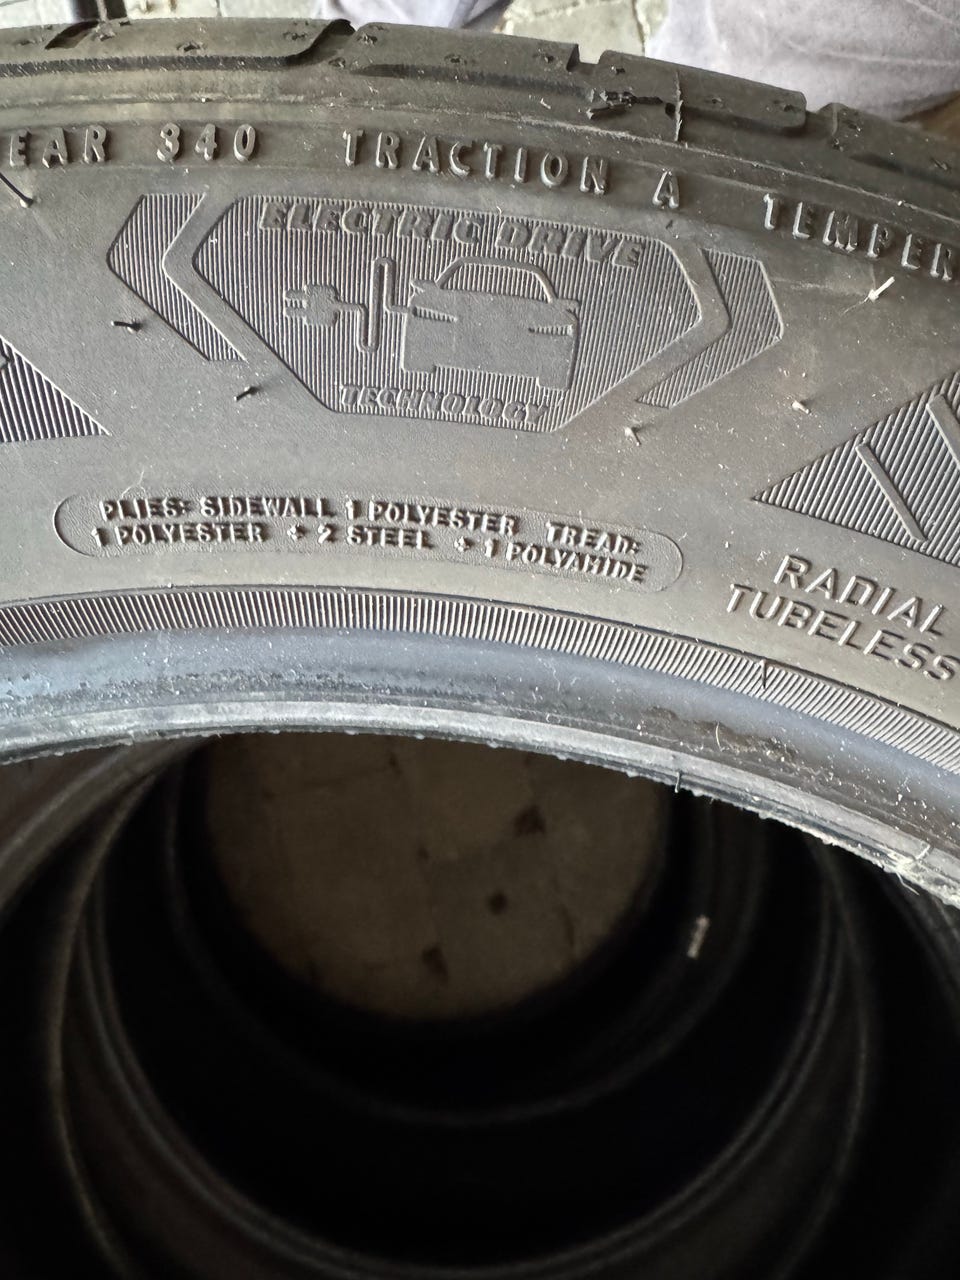 EAR 340 TRACTION A TEMPER
ELECTRIC DRIVE
TECHNOLOGY
PLIES: SIDEWALL 1 POLYESTER TREAD:
1 POLYESTER + 2 STEEL + 1 POLYAMIDE
RADIAL
TUBELESS